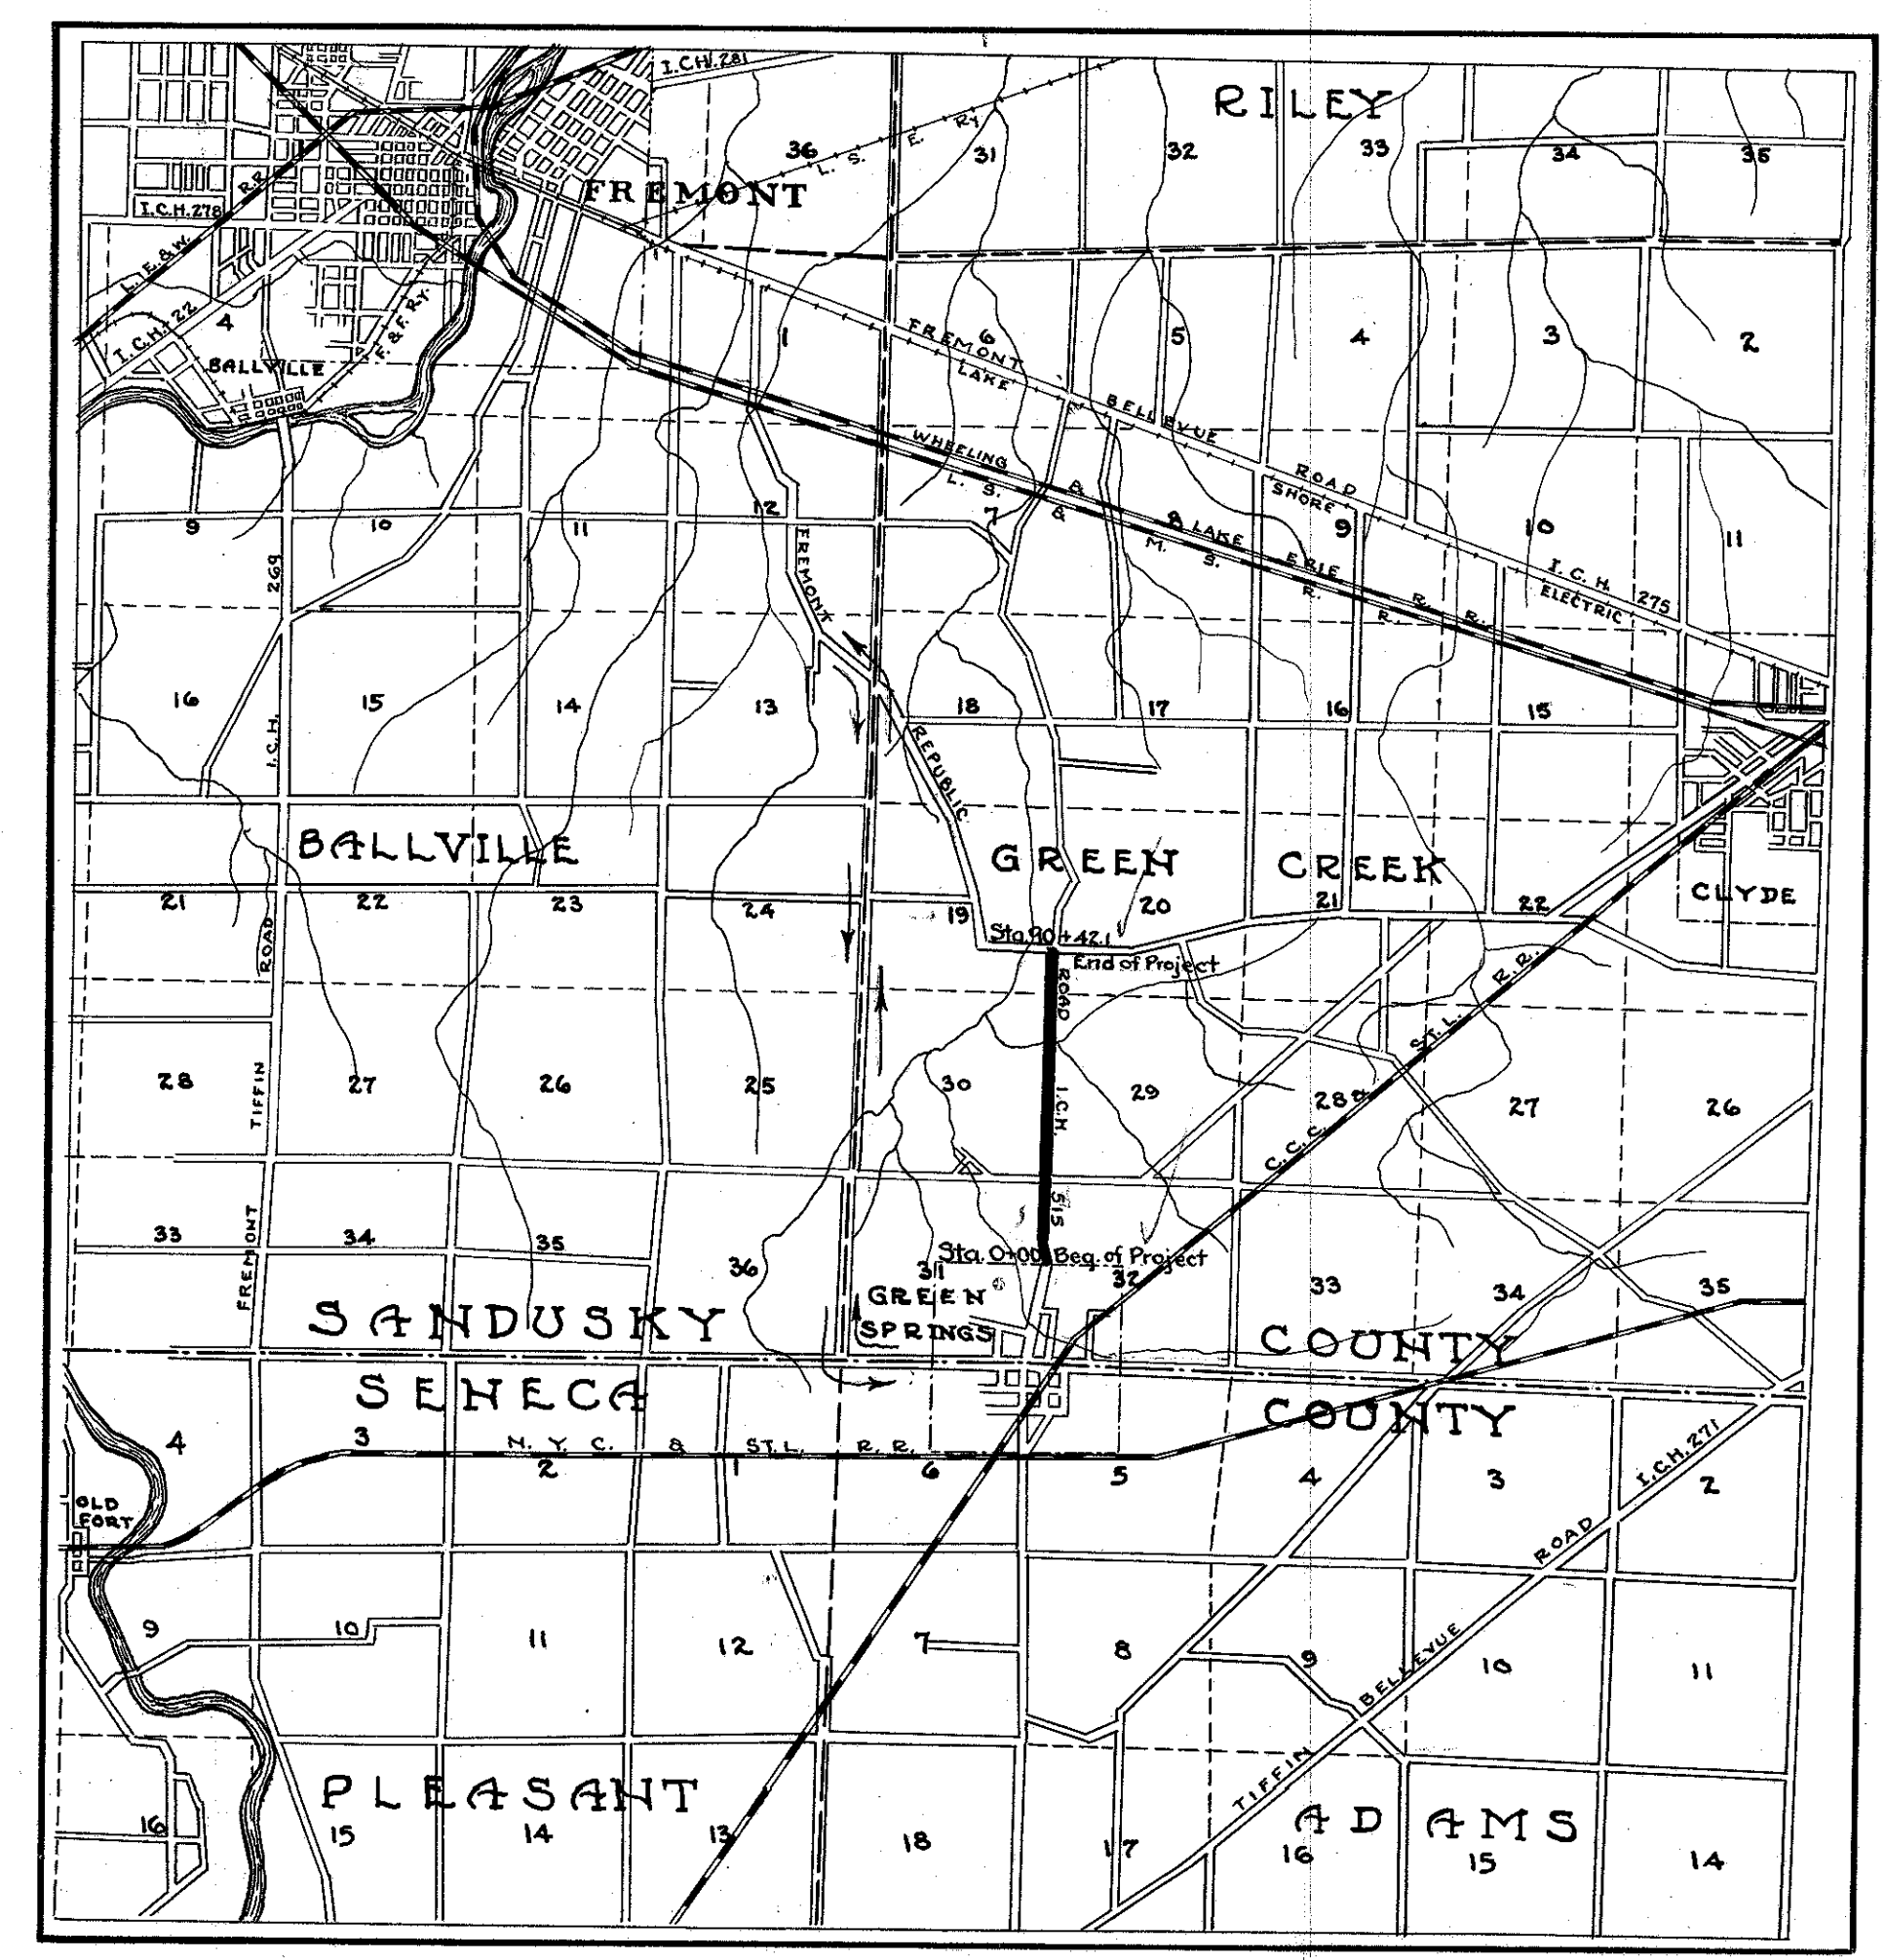 I.C.H. 281
RILEY
36
31
32
33
34
35
L. S. E. RY.
FREMONT
R.R.
I.C.H. 278
L. E. & W.
I.C.H. 22
4
F. & F. RY.
BALLVILLE
1
6
5
4
3
2
FREMONT
LAKE
BELLEVUE
ROAD
SHORE
I. C. H. 275
ELECTRIC
WHEELING & LAKE ERIE R. R.
L. S. & M. S. R. R.
9
10
11
12
7
8
9
10
11
269
FREMONT
16
15
14
13
18
17
16
15
I.C.H.
REPUBLIC
BALLVILLE
GREEN CREEK
CLYDE
21
22
23
24
19
20
21
22
ROAD
Sta. 90+42.1
End of Project
ROAD
R. R.
ST. L.
28
27
26
25
30
29
28
&
27
26
TIFFIN
I.C.H.
C. C. C.
515
33
34
35
36
31
32
33
34
35
FREMONT
Sta. 0+00 Beg. of Project
GREEN
SPRINGS
SANDUSKY COUNTY
SENECA COUNTY
4
3
N. Y. C. & ST. L. R. R.
2
1
6
5
4
3
2
I.C.H. 271
OLD
FORT
ROAD
9
10
11
12
7
8
9
10
11
BELLEVUE
TIFFIN
PLEASANT
ADAMS
16
15
14
13
18
17
16
15
14